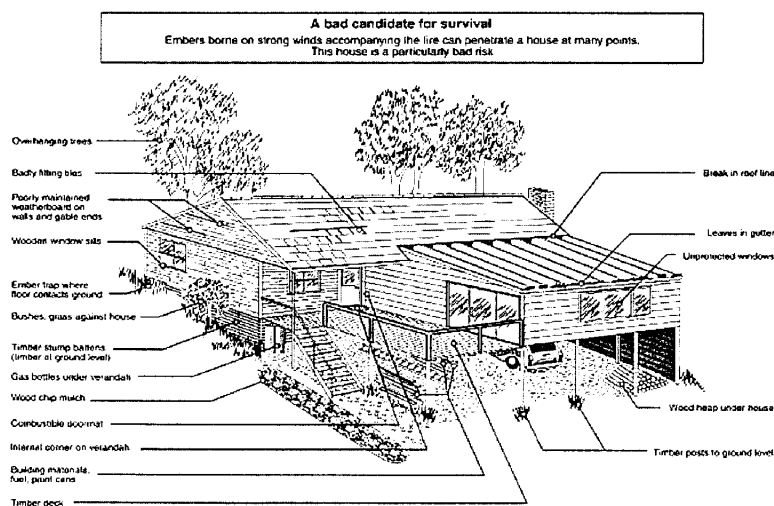 A bad candidate for survival
Embers borne on strong winds accompanying the fire can penetrate a house at many points.
This house is a particularly bad risk
Overhanging trees
Badly fitting tiles
Poorly maintained
weatherboard on
walls and gable ends
Wooden window sills
Ember trap where
floor contacts ground
Bushes, grass against house
Timber stump battens
(timber at ground level)
Gas bottles under verandah
Wood chip mulch
Combustible doormat
Internal corner on verandah
Building materials,
fuel, paint cans
Timber deck
Break in roof line
Leaves in gutter
Unprotected windows
Wood heap under house
Timber posts to ground level